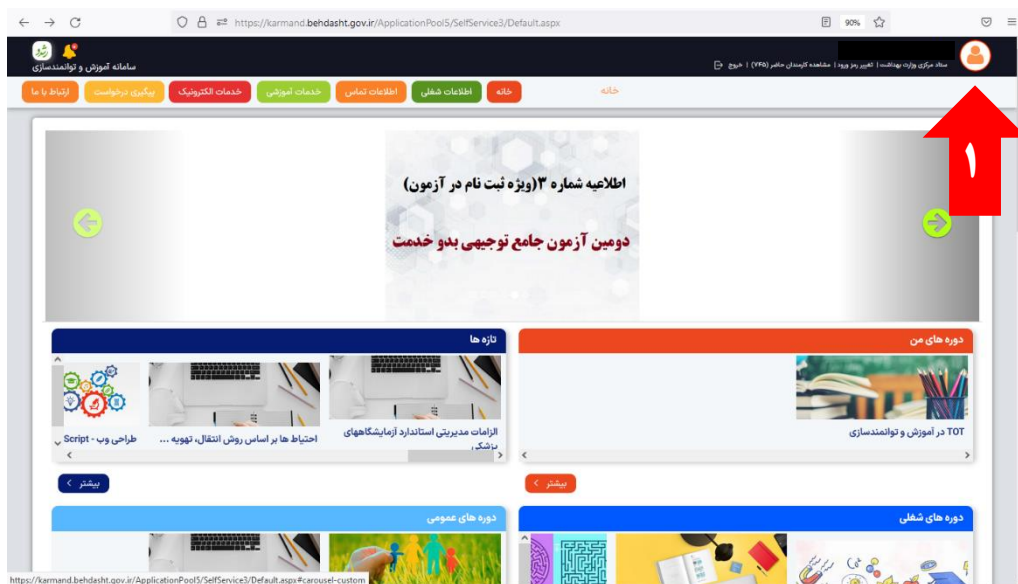 https://karmand.behdasht.gov.ir/ApplicationPool5/SelfService3/Default.aspx
90%
سامانه آموزش و توانمندسازی
ستاد مرکزی وزارت بهداشت | تغییر رمز ورود | مشاهده کارمندان حاضر (۷۴۵) | خروج
خانه
خانه
اطلاعات شغلی
اطلاعات تماس
خدمات آموزشی
خدمات الکترونیک
پیگیری درخواست
ارتباط با ما
۱
اطلاعیه شماره ۳(ویژه ثبت نام در آزمون)
دومین آزمون جامع توجیهی بدو خدمت
دوره های من
TOT در آموزش و توانمندسازی
بیشتر
تازه ها
الزامات مدیریتی استاندارد آزمایشگاههای
پزشکی
احتیاط ها بر اساس روش انتقال، تهویه ...
طراحی وب - Script
بیشتر
دوره های شغلی
دوره های عمومی
https://karmand.behdasht.gov.ir/ApplicationPool5/SelfService3/Default.aspx#carousel-custom